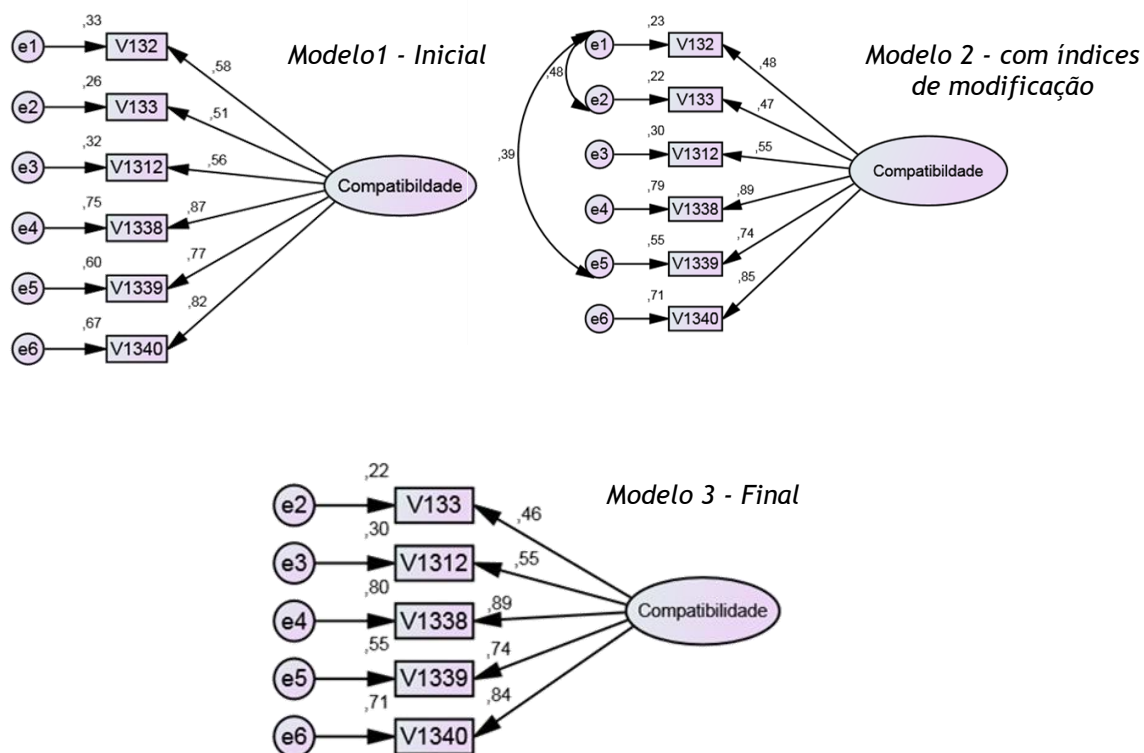 Modelo1 - Inicial
,33
e1
V132
,58
,26
e2
V133
,51
,32
e3
V1312
,56
Compatibildade
,75
e4
V1338
,87
,60
e5
V1339
,77
,67
e6
V1340
,82
Modelo 2 - com índices
de modificação
,23
e1
V132
,48
,48
,22
e2
V133
,47
,39
,30
e3
V1312
,55
Compatibildade
,79
e4
V1338
,89
,55
e5
V1339
,74
,71
e6
V1340
,85
Modelo 3 - Final
,22
e2
V133
,46
,30
e3
V1312
,55
,80
e4
V1338
,89
Compatibilidade
,55
e5
V1339
,74
,71
e6
V1340
,84